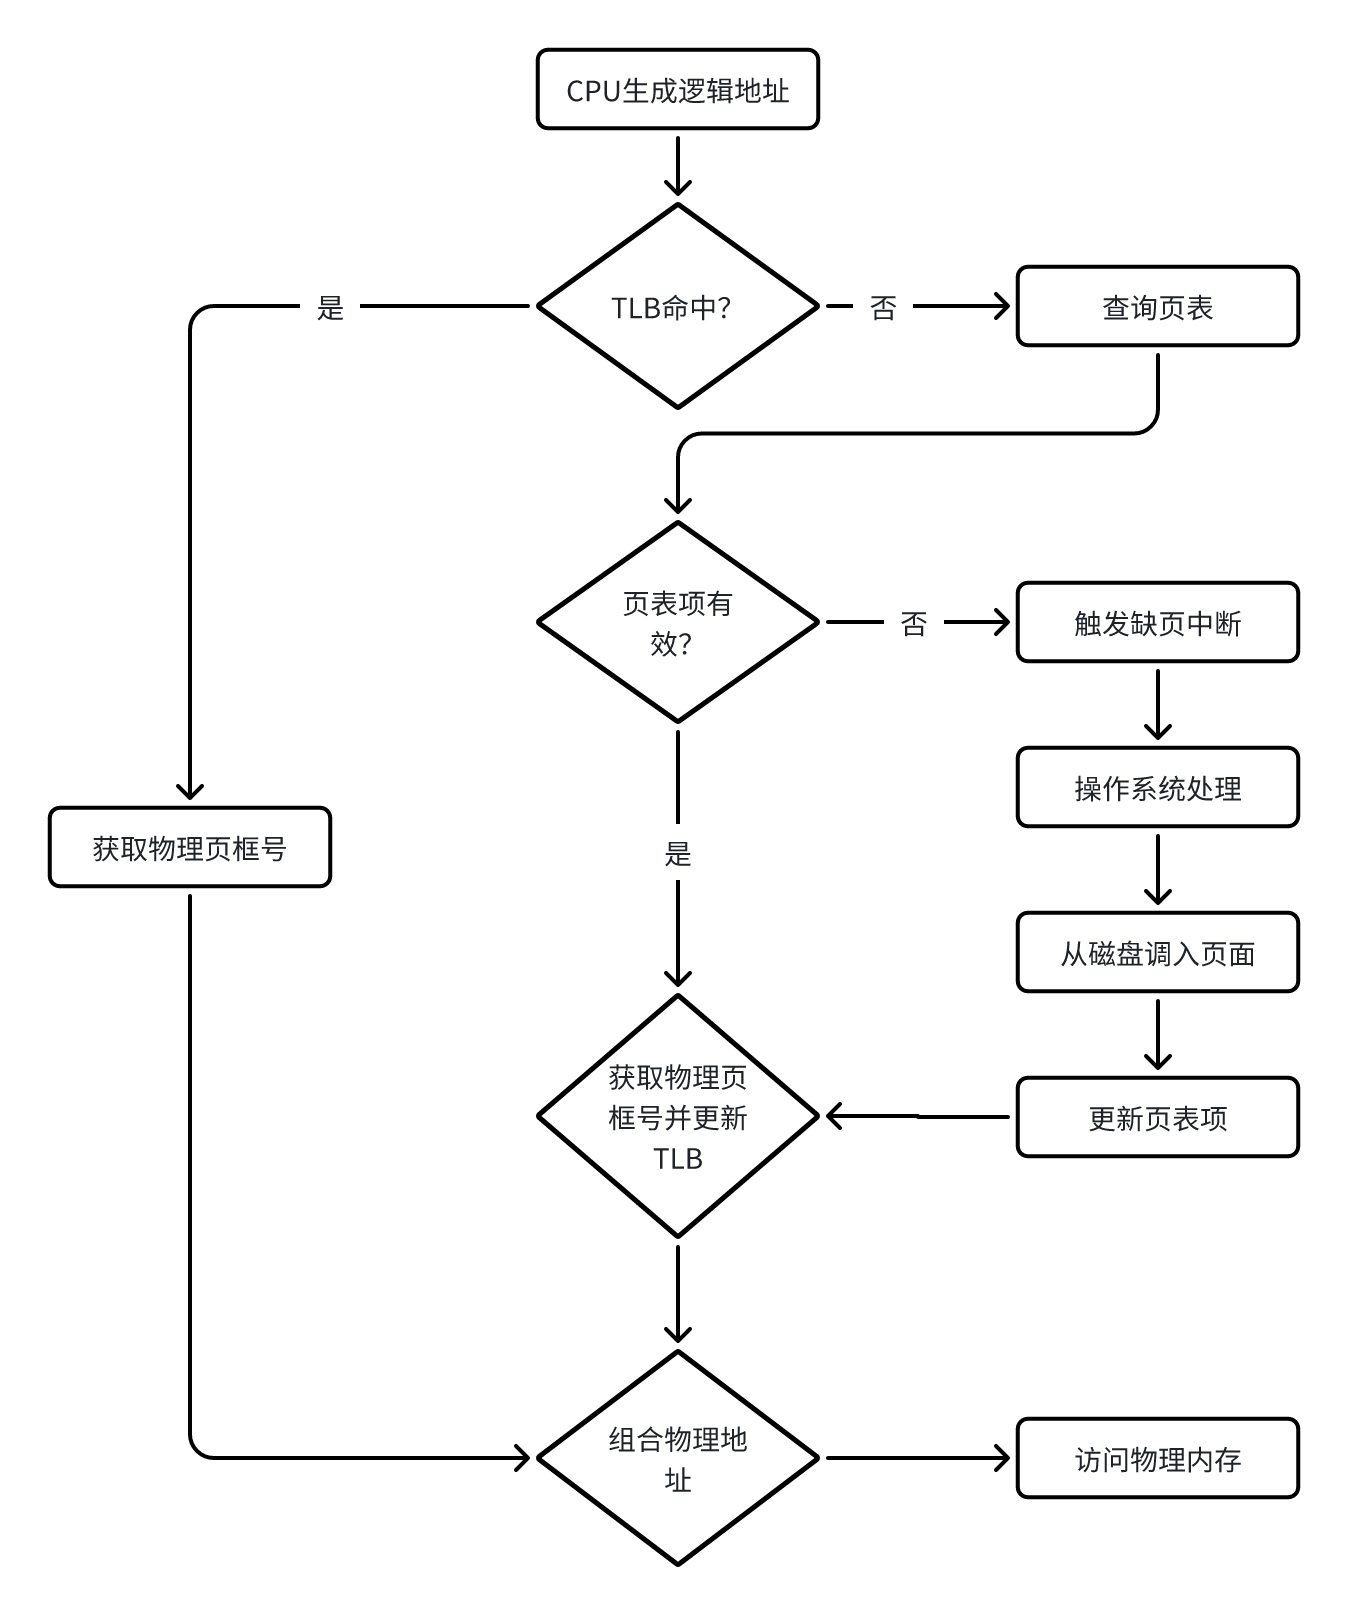 CPU生成逻辑地址
是
TLB命中？
否
查询页表
页表项有
效？
否
触发缺页中断
操作系统处理
获取物理页框号
是
从磁盘调入页面
获取物理页
框号并更新
TLB
更新页表项
组合物理地
址
访问物理内存